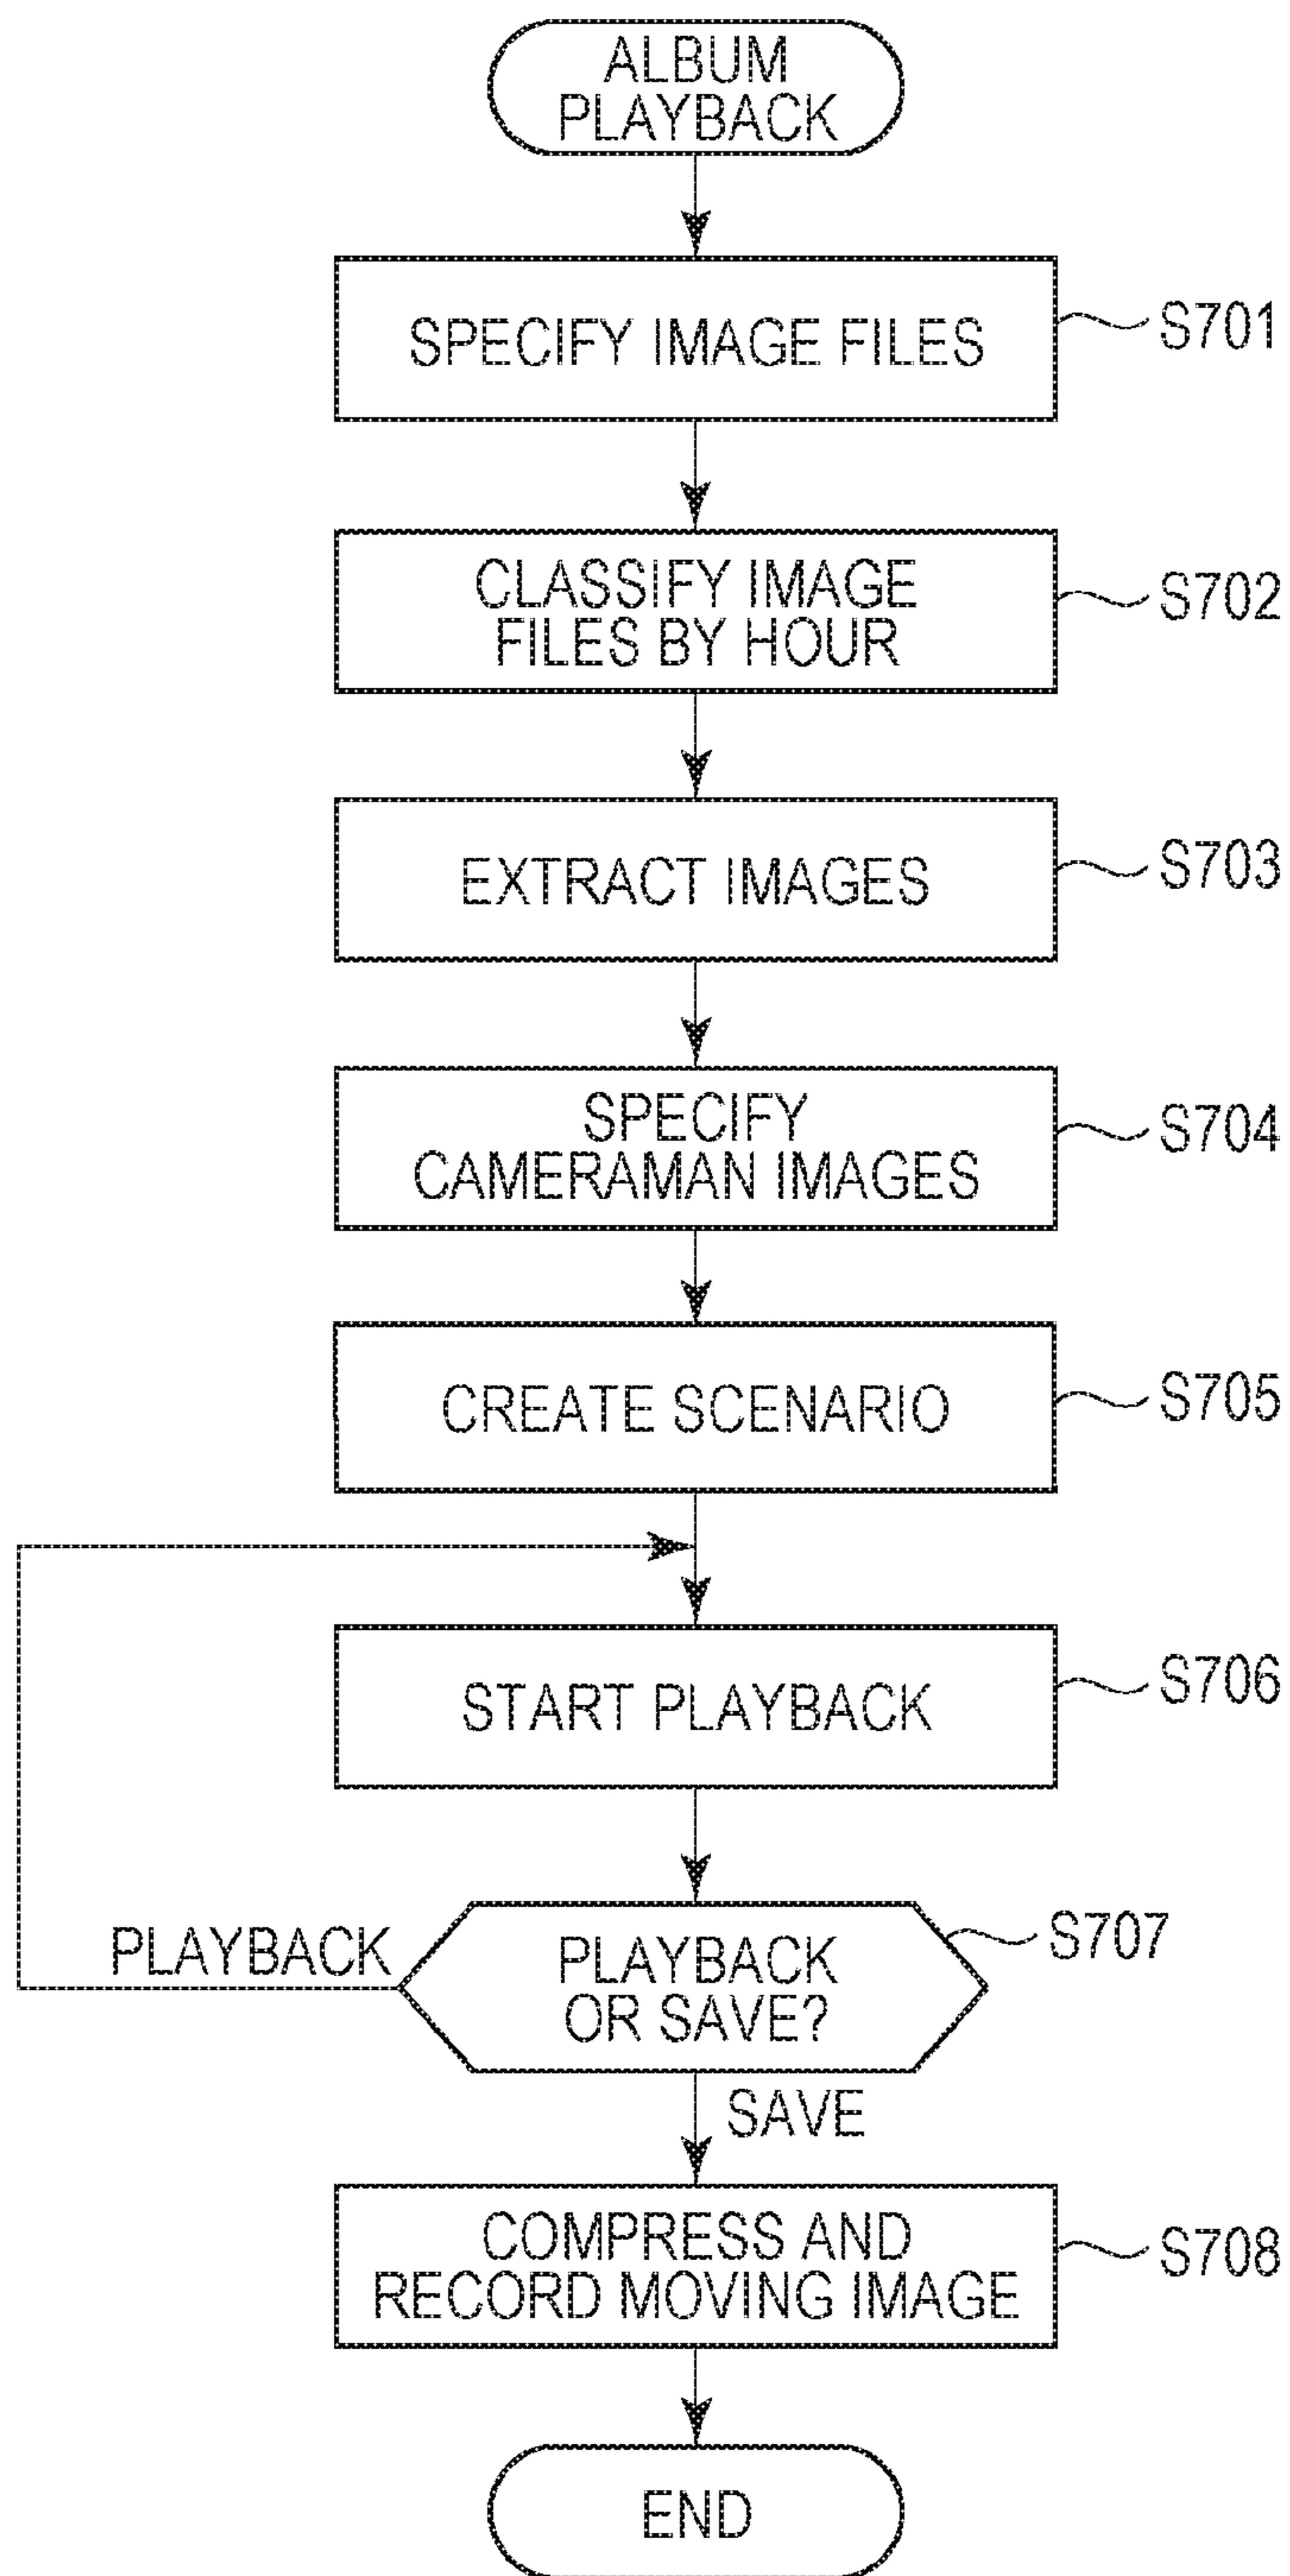 ALBUM
PLAYBACK
SPECIFY IMAGE FILES
S701
CLASSIFY IMAGE
FILES BY HOUR
S702
EXTRACT IMAGES
S703
SPECIFY
CAMERAMAN IMAGES
S704
CREATE SCENARIO
S705
START PLAYBACK
S706
PLAYBACK
PLAYBACK
OR SAVE?
S707
SAVE
COMPRESS AND
RECORD MOVING IMAGE
S708
END